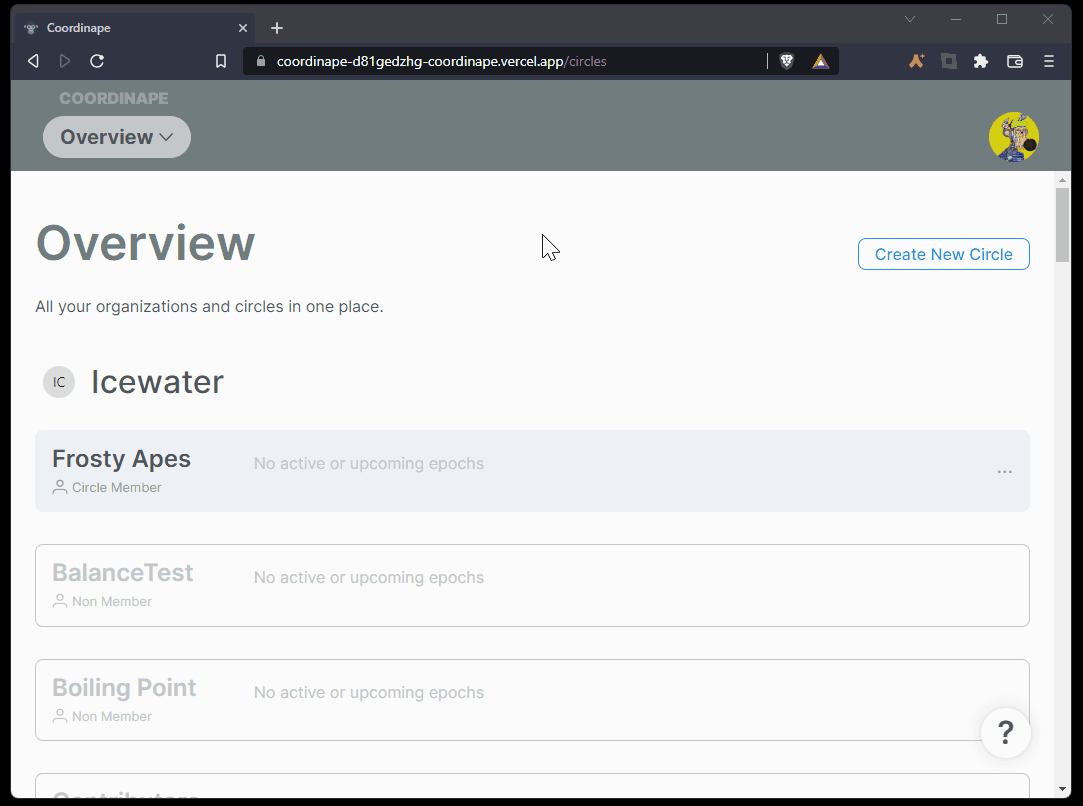 Coordinape
coordinape-d81gedzhg-coordinape.vercel.app/circles
COORDINAPE
Overview
Overview
Create New Circle
All your organizations and circles in one place.
IC Icewater
Frosty Apes No active or upcoming epochs ...
Circle Member
BalanceTest No active or upcoming epochs
Non Member
Boiling Point No active or upcoming epochs
Non Member
?
Contributors